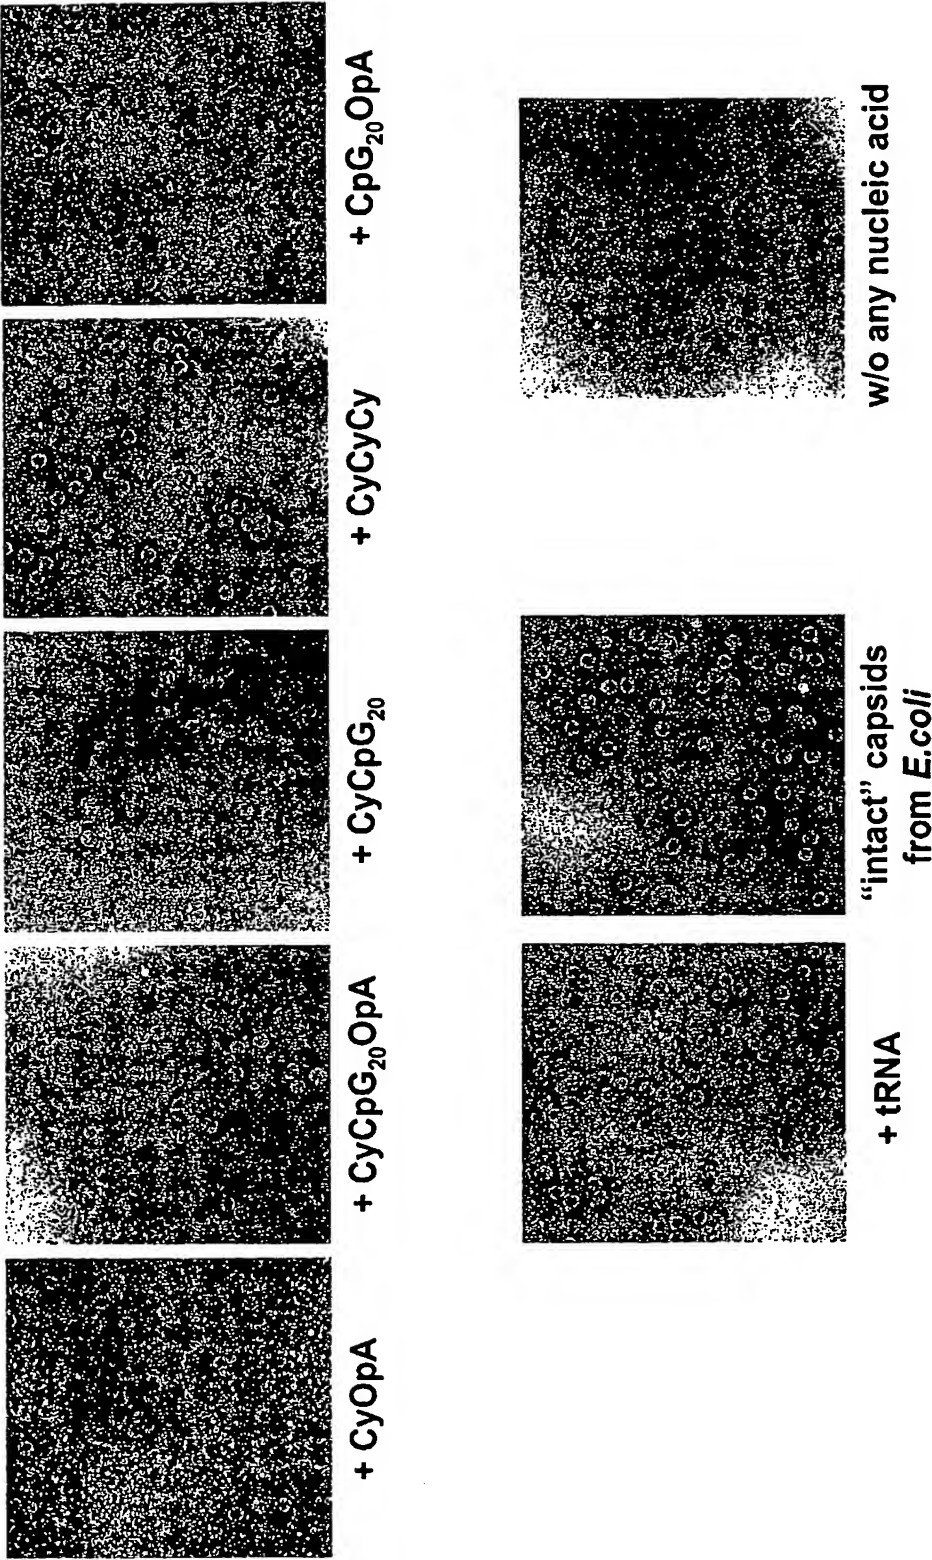 + CyOpA
+ CyCpG₂₀OpA
+ CyCpG₂₀
+ CyCyCy
+ CpG₂₀OpA
+ tRNA
"intact" capsids
from E.coli
w/o any nucleic acid